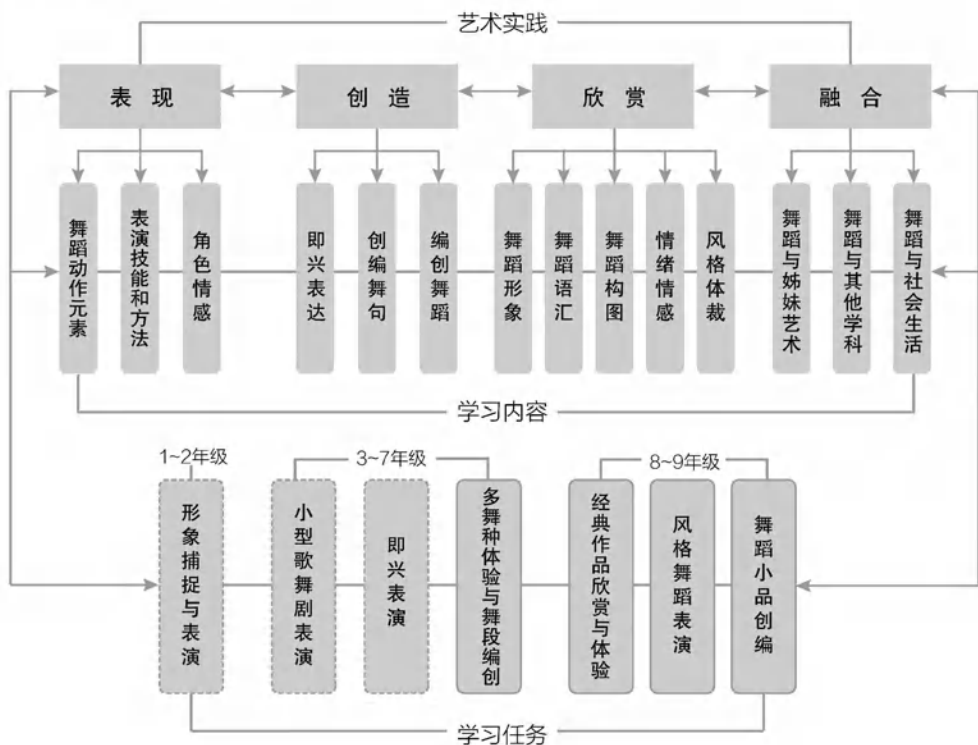 艺术实践
表现
创造
欣赏
融合
舞蹈动作元素
表演技能和方法
角色情感
即兴表达
创编舞句
编创舞蹈
舞蹈形象
舞蹈语汇
舞蹈构图
情绪情感
风格体裁
舞蹈与姊妹艺术
舞蹈与其他学科
舞蹈与社会生活
学习内容
1~2年级
3~7年级
8~9年级
形象捕捉与表演
小型歌舞剧表演
即兴表演
多舞种体验与舞段编创
经典作品欣赏与体验
风格舞蹈表演
舞蹈小品创编
学习任务